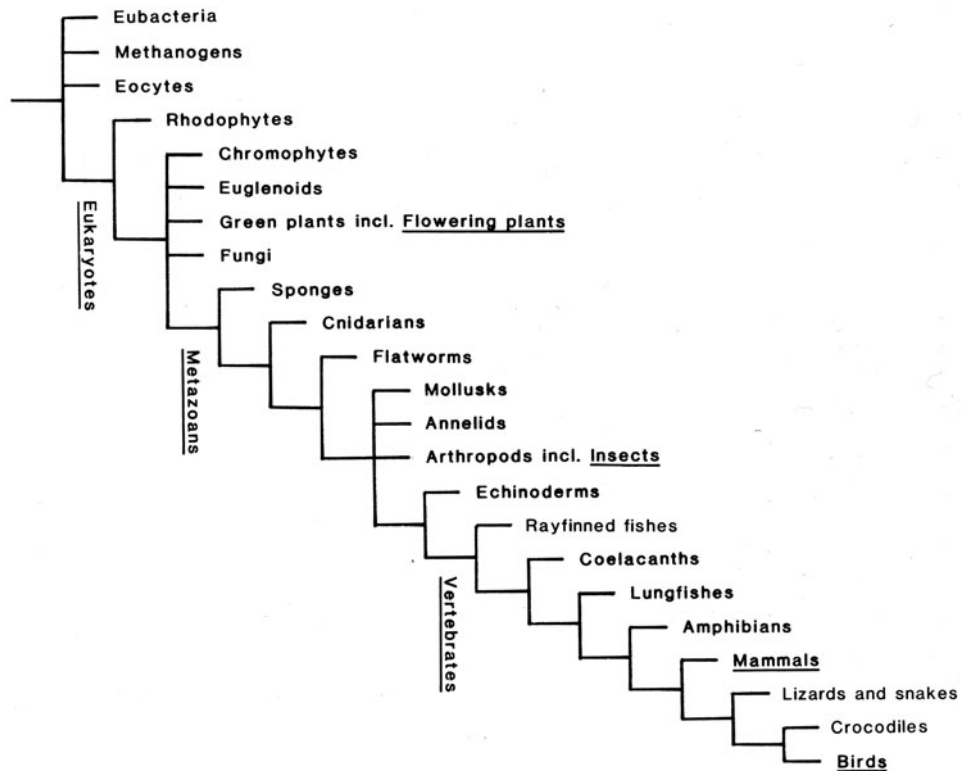 Eubacteria
Methanogens
Eocytes
Rhodophytes
Chromophytes
Euglenoids
Green plants incl. Flowering plants
Fungi
Eukaryotes
Sponges
Cnidarians
Flatworms
Metazoans
Mollusks
Annelids
Arthropods incl. Insects
Echinoderms
Rayfinned fishes
Coelacanths
Vertebrates
Lungfishes
Amphibians
Mammals
Lizards and snakes
Crocodiles
Birds